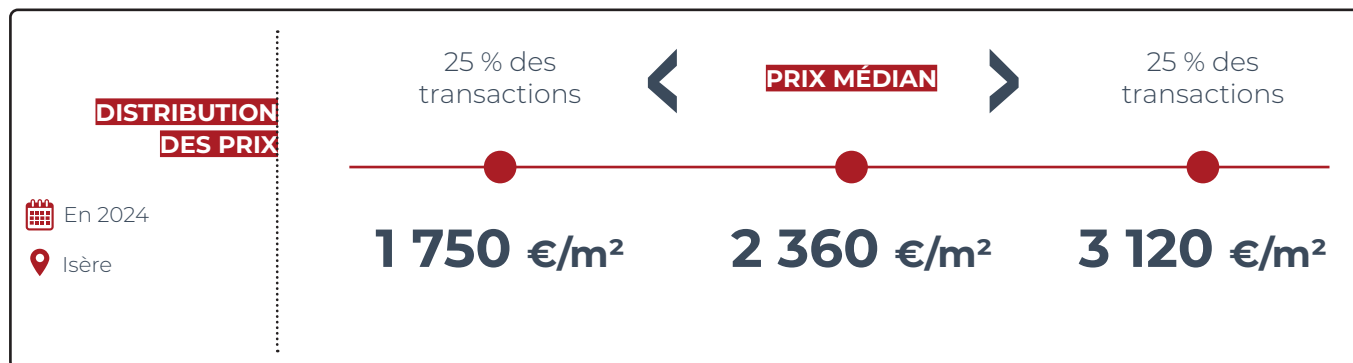 DISTRIBUTION
DES PRIX
En 2024
Isère
25 % des
transactions
<
PRIX MÉDIAN
>
25 % des
transactions
1 750 €/m²
2 360 €/m²
3 120 €/m²